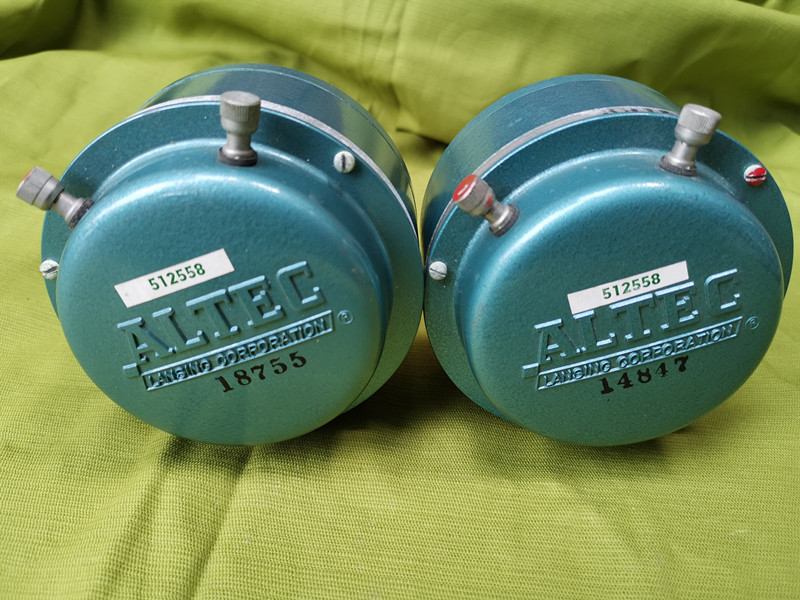 512558
ALTEC
LANSING CORPORATION ®
18755
512558
ALTEC
LANSING CORPORATION ®
14847